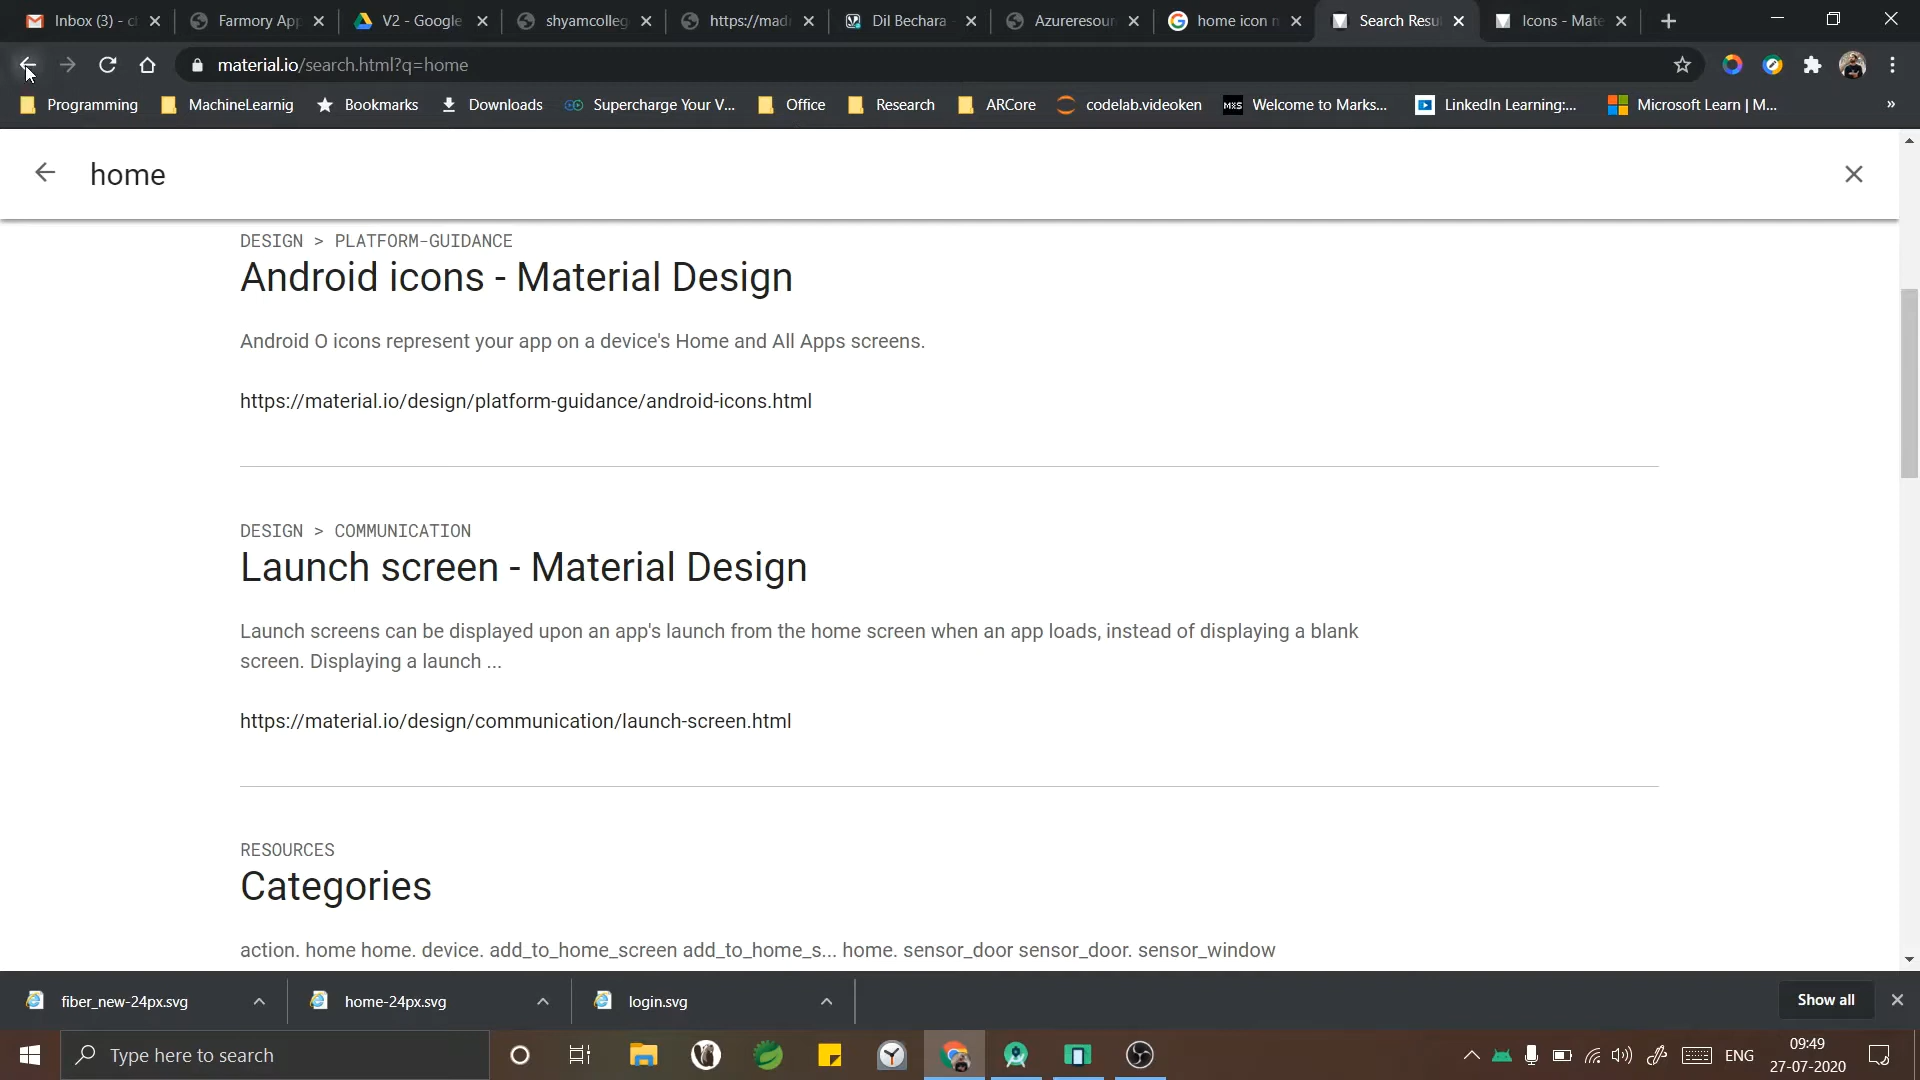 Inbox (3) - c
Farmory App
V2 - Google
shyamcolleg
https://mad
Dil Bechara
Azureresour
home icon
Search Resu
Icons - Mate
material.io/search.html?q=home
Programming
MachineLearnig
Bookmarks
Downloads
Supercharge Your V...
Office
Research
ARCore
codelab.videoken
Welcome to Marks...
LinkedIn Learning:...
Microsoft Learn | M...
»
home
DESIGN > PLATFORM-GUIDANCE
Android icons - Material Design
Android O icons represent your app on a device's Home and All Apps screens.
https://material.io/design/platform-guidance/android-icons.html
DESIGN > COMMUNICATION
Launch screen - Material Design
Launch screens can be displayed upon an app's launch from the home screen when an app loads, instead of displaying a blank
screen. Displaying a launch ...
https://material.io/design/communication/launch-screen.html
RESOURCES
Categories
action. home home. device. add_to_home_screen add_to_home_s... home. sensor_door sensor_door. sensor_window
fiber_new-24px.svg
home-24px.svg
login.svg
Show all
Type here to search
ENG
09:49
27-07-2020